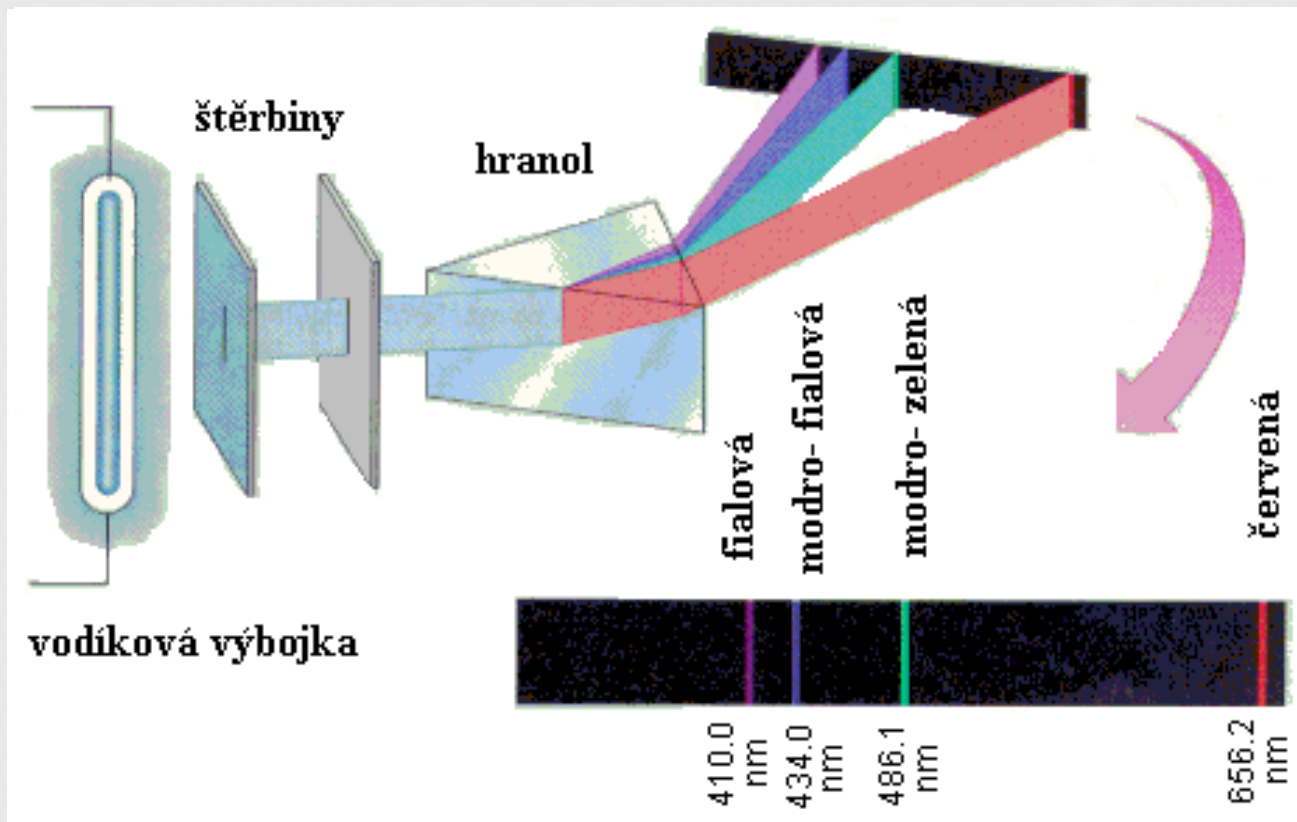 štěrbiny
hranol
vodíková výbojka
fialová
modro- fialová
modro- zelená
červená
410.0
nm
434.0
nm
486.1
nm
656.2
nm